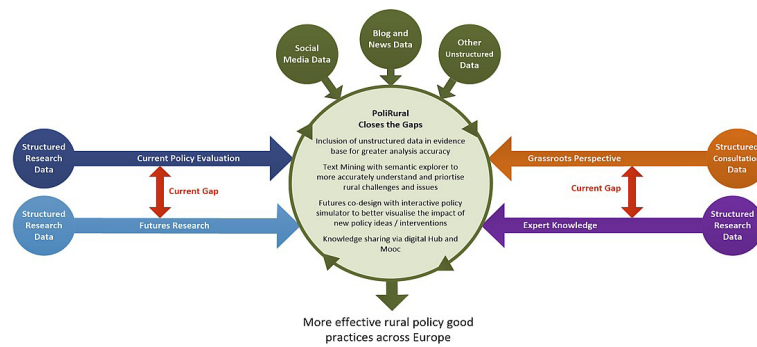 Social
Media Data
Blog and
News Data
Other
Unstructured
Data
PoliRural
Closes the Gaps
Inclusion of unstructured data in evidence
base for greater analysis accuracy
Text Mining with semantic explorer to
more accurately understand and priortise
rural challenges and issues
Futures co-design with interactive policy
simulator to better visualise the impact of
new policy ideas / interventions
Knowledge sharing via digital Hub and
Mooc
Structured
Research
Data
Current Policy Evaluation
Current Gap
Structured
Research
Data
Futures Research
Grassroots Perspective
Structured
Consultation
Data
Current Gap
Expert Knowledge
Structured
Research
Data
More effective rural policy good
practices across Europe